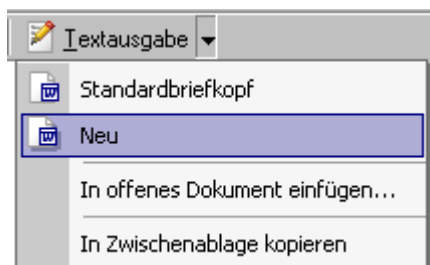 Textausgabe
Standardbriefkopf
Neu
In offenes Dokument einfügen...
In Zwischenablage kopieren